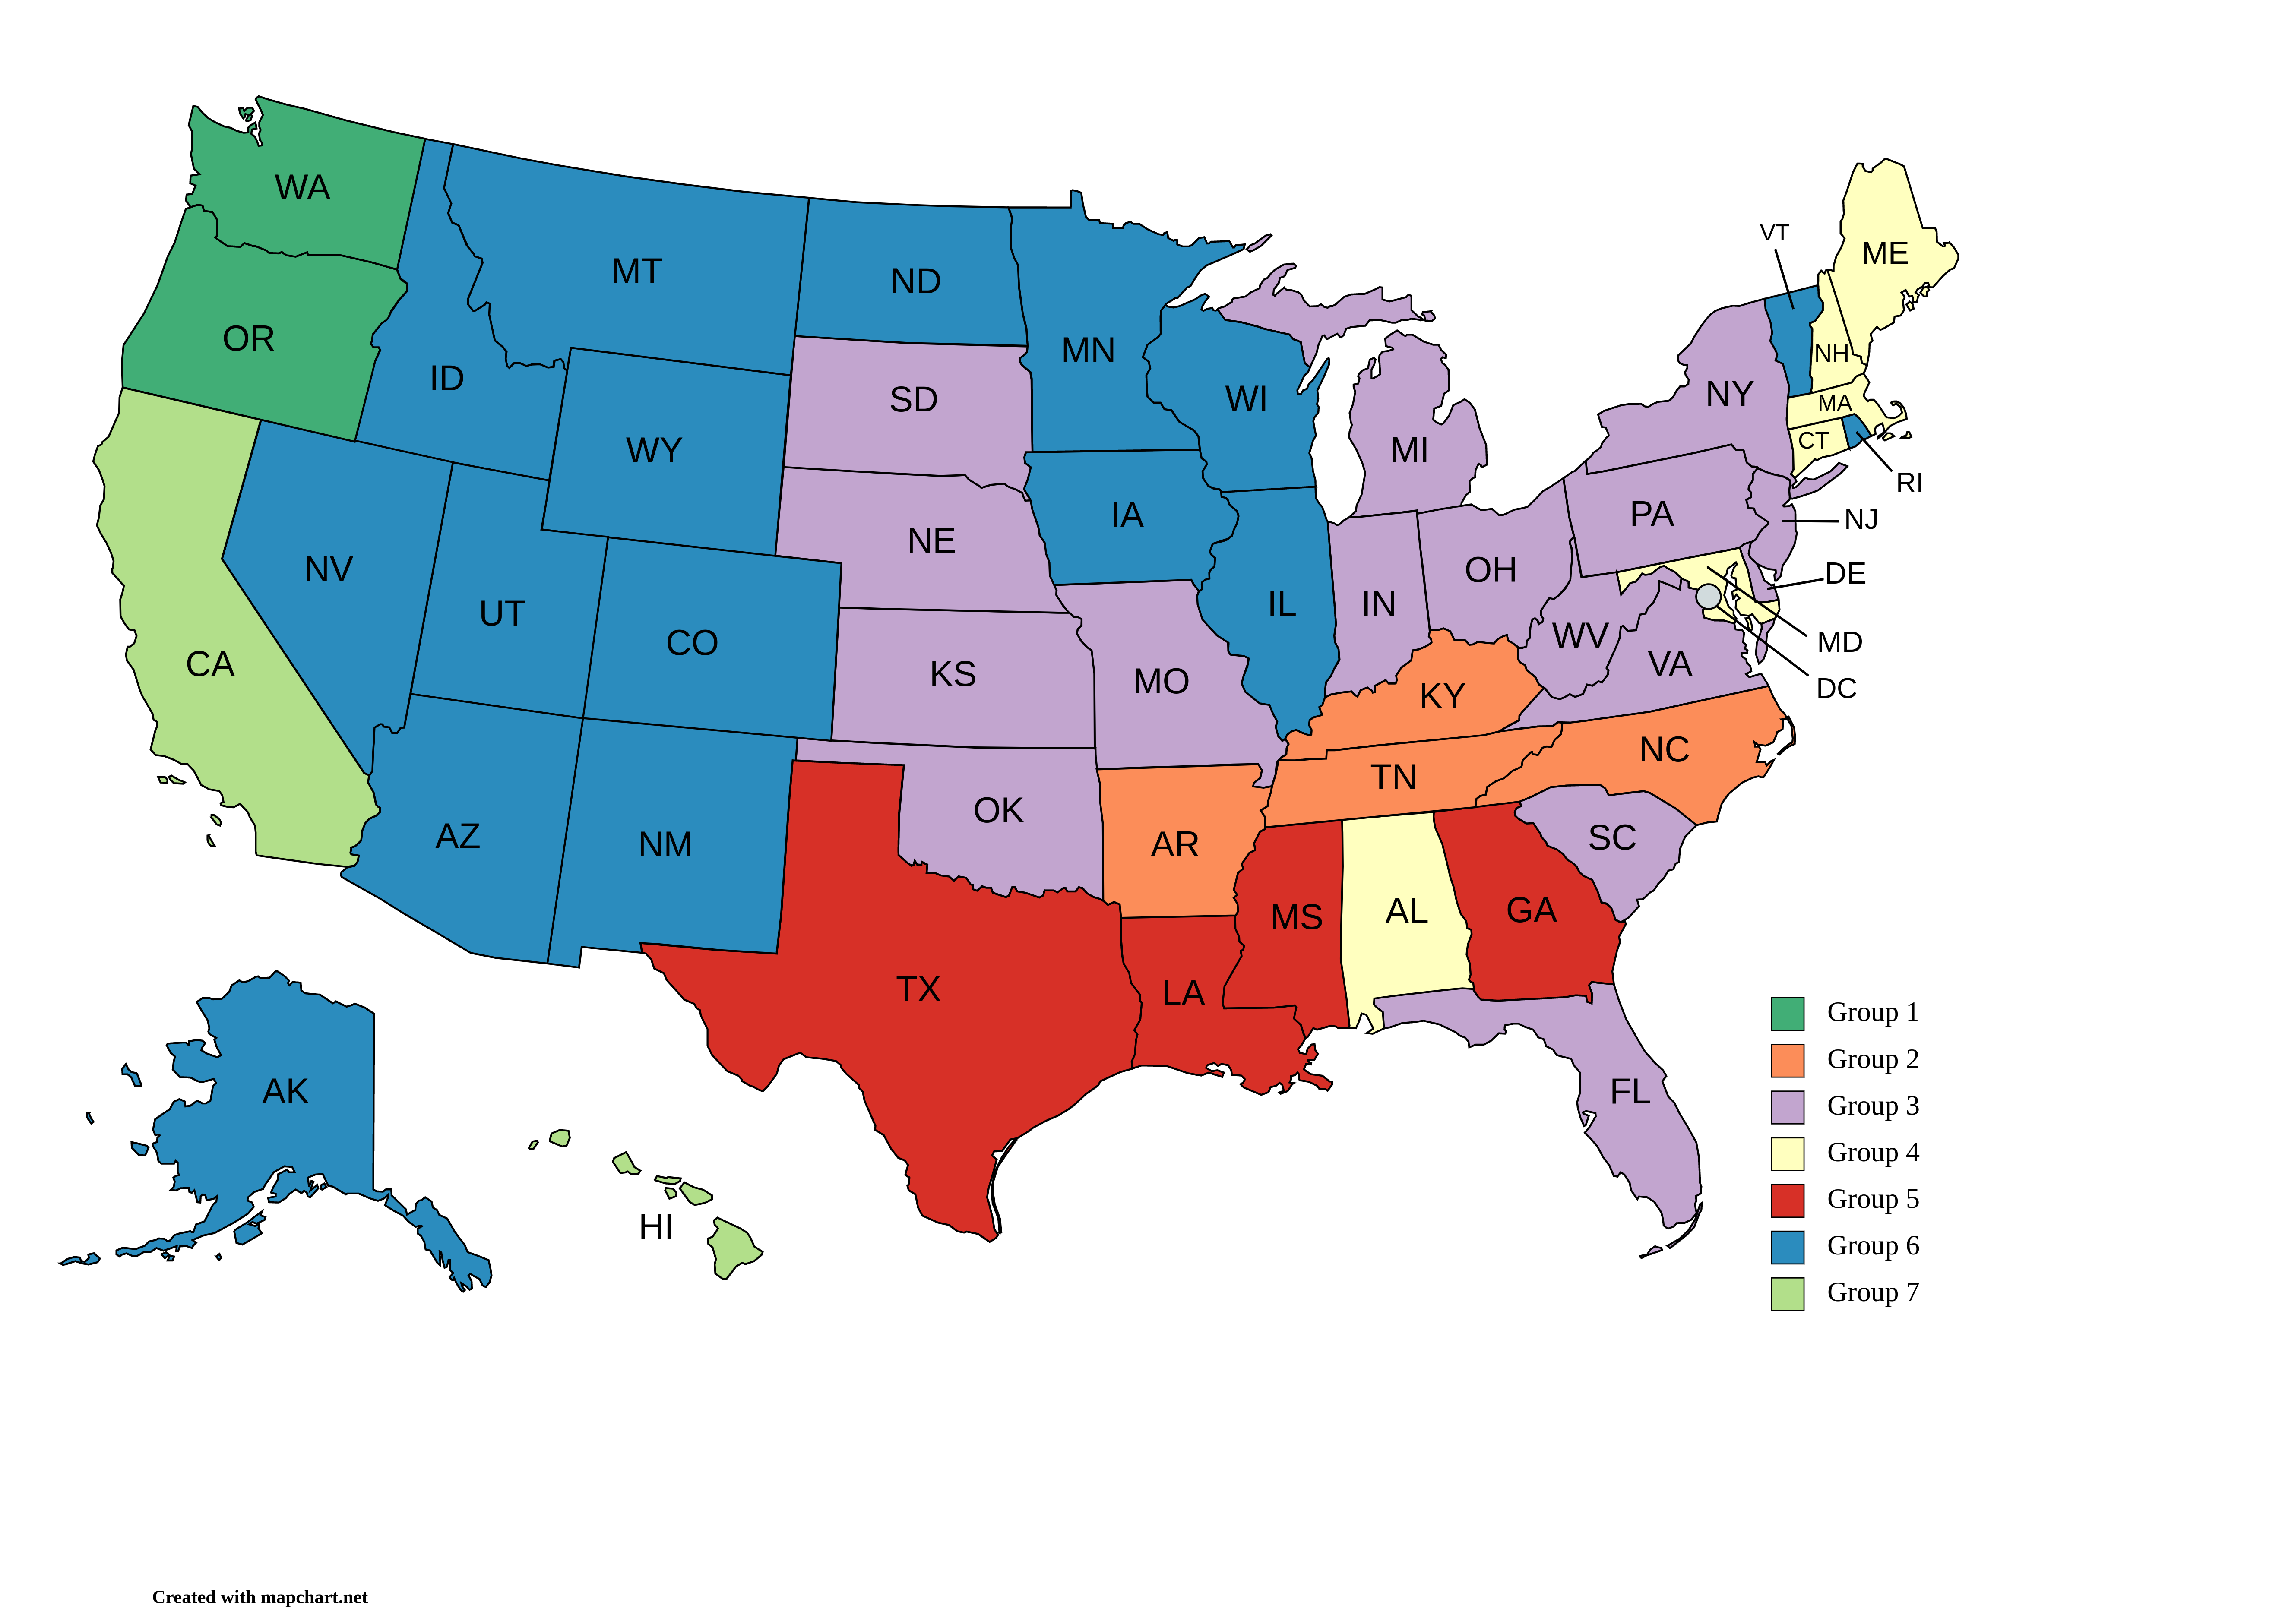 WA
OR
CA
ID
MT
ND
MN
WI
MI
SD
WY
NV
UT
CO
NE
IA
IL
IN
OH
PA
NY
VT
NH
ME
MA
CT
RI
NJ
DE
MD
DC
WV
VA
KY
KS
MO
AZ
NM
OK
AR
TN
NC
SC
TX
LA
MS
AL
GA
FL
AK
HI
Group 1
Group 2
Group 3
Group 4
Group 5
Group 6
Group 7
Created with mapchart.net